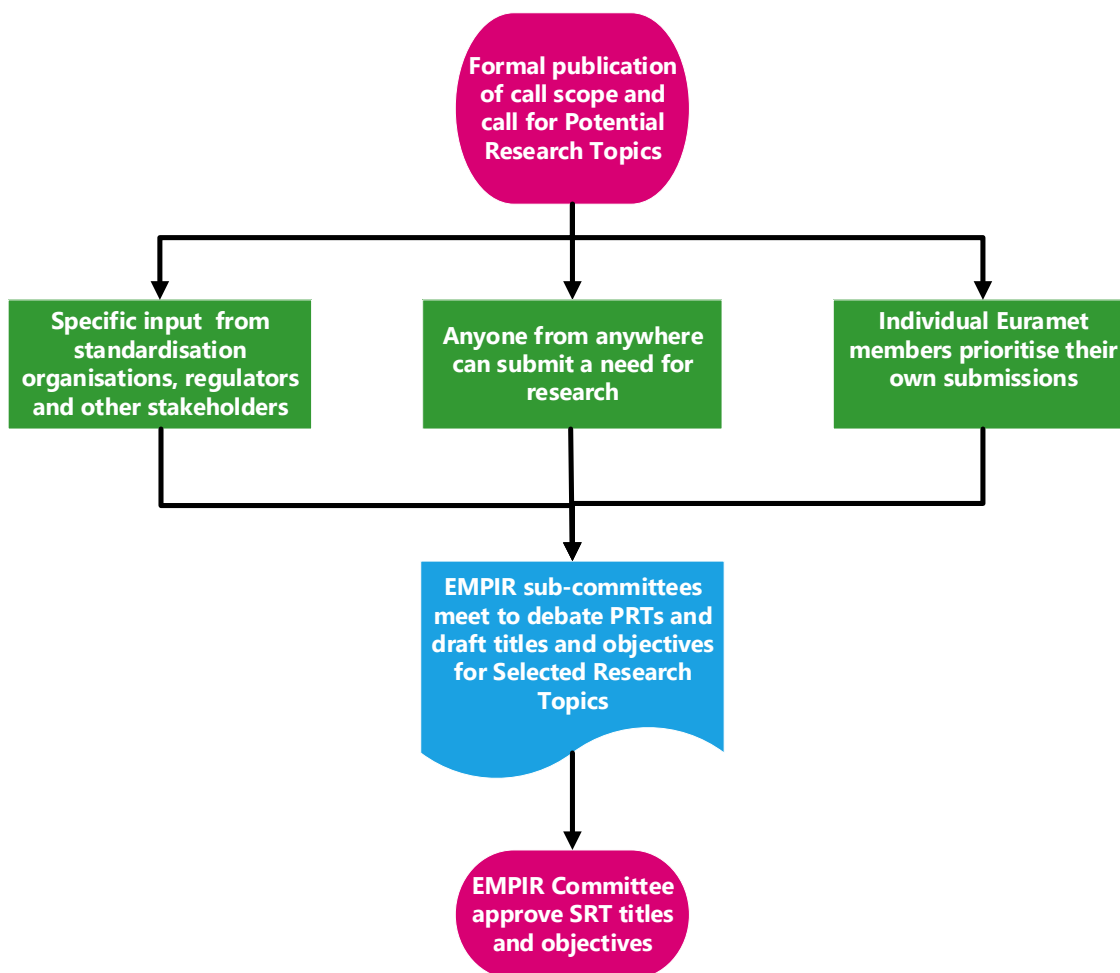 Formal publication
of call scope and
call for Potential
Research Topics
Specific input from
standardisation
organisations, regulators
and other stakeholders
Anyone from anywhere
can submit a need for
research
Individual Euramet
members prioritise their
own submissions
EMPIR sub-committees
meet to debate PRTs and
draft titles and objectives
for Selected Research
Topics
EMPIR Committee
approve SRT titles
and objectives